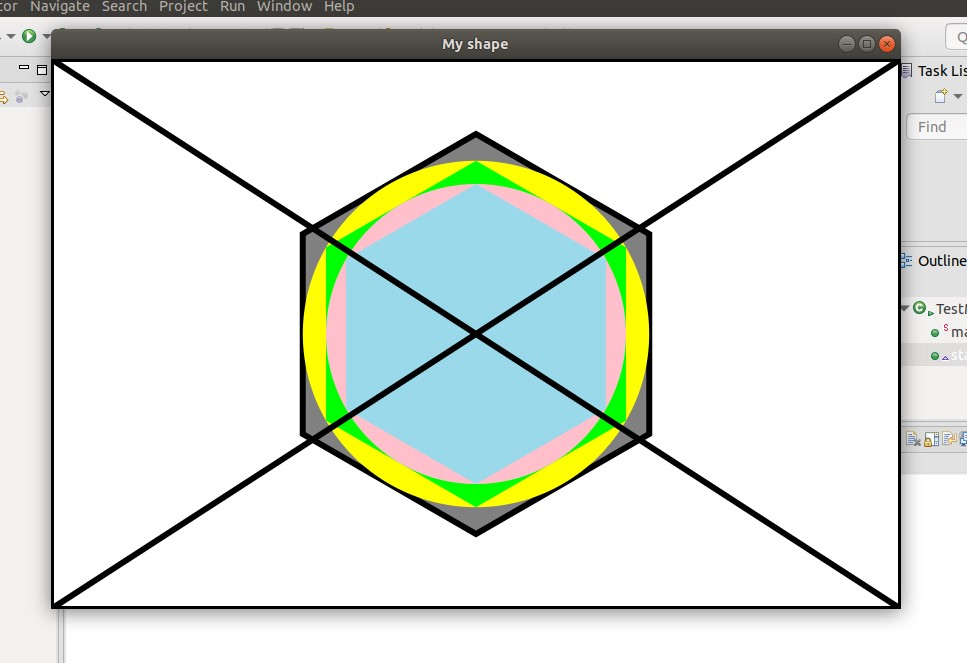 tor Navigate Search Project Run Window Help
My shape
Q
Task Lis
Find
Outline
TestM
S
ma
sta